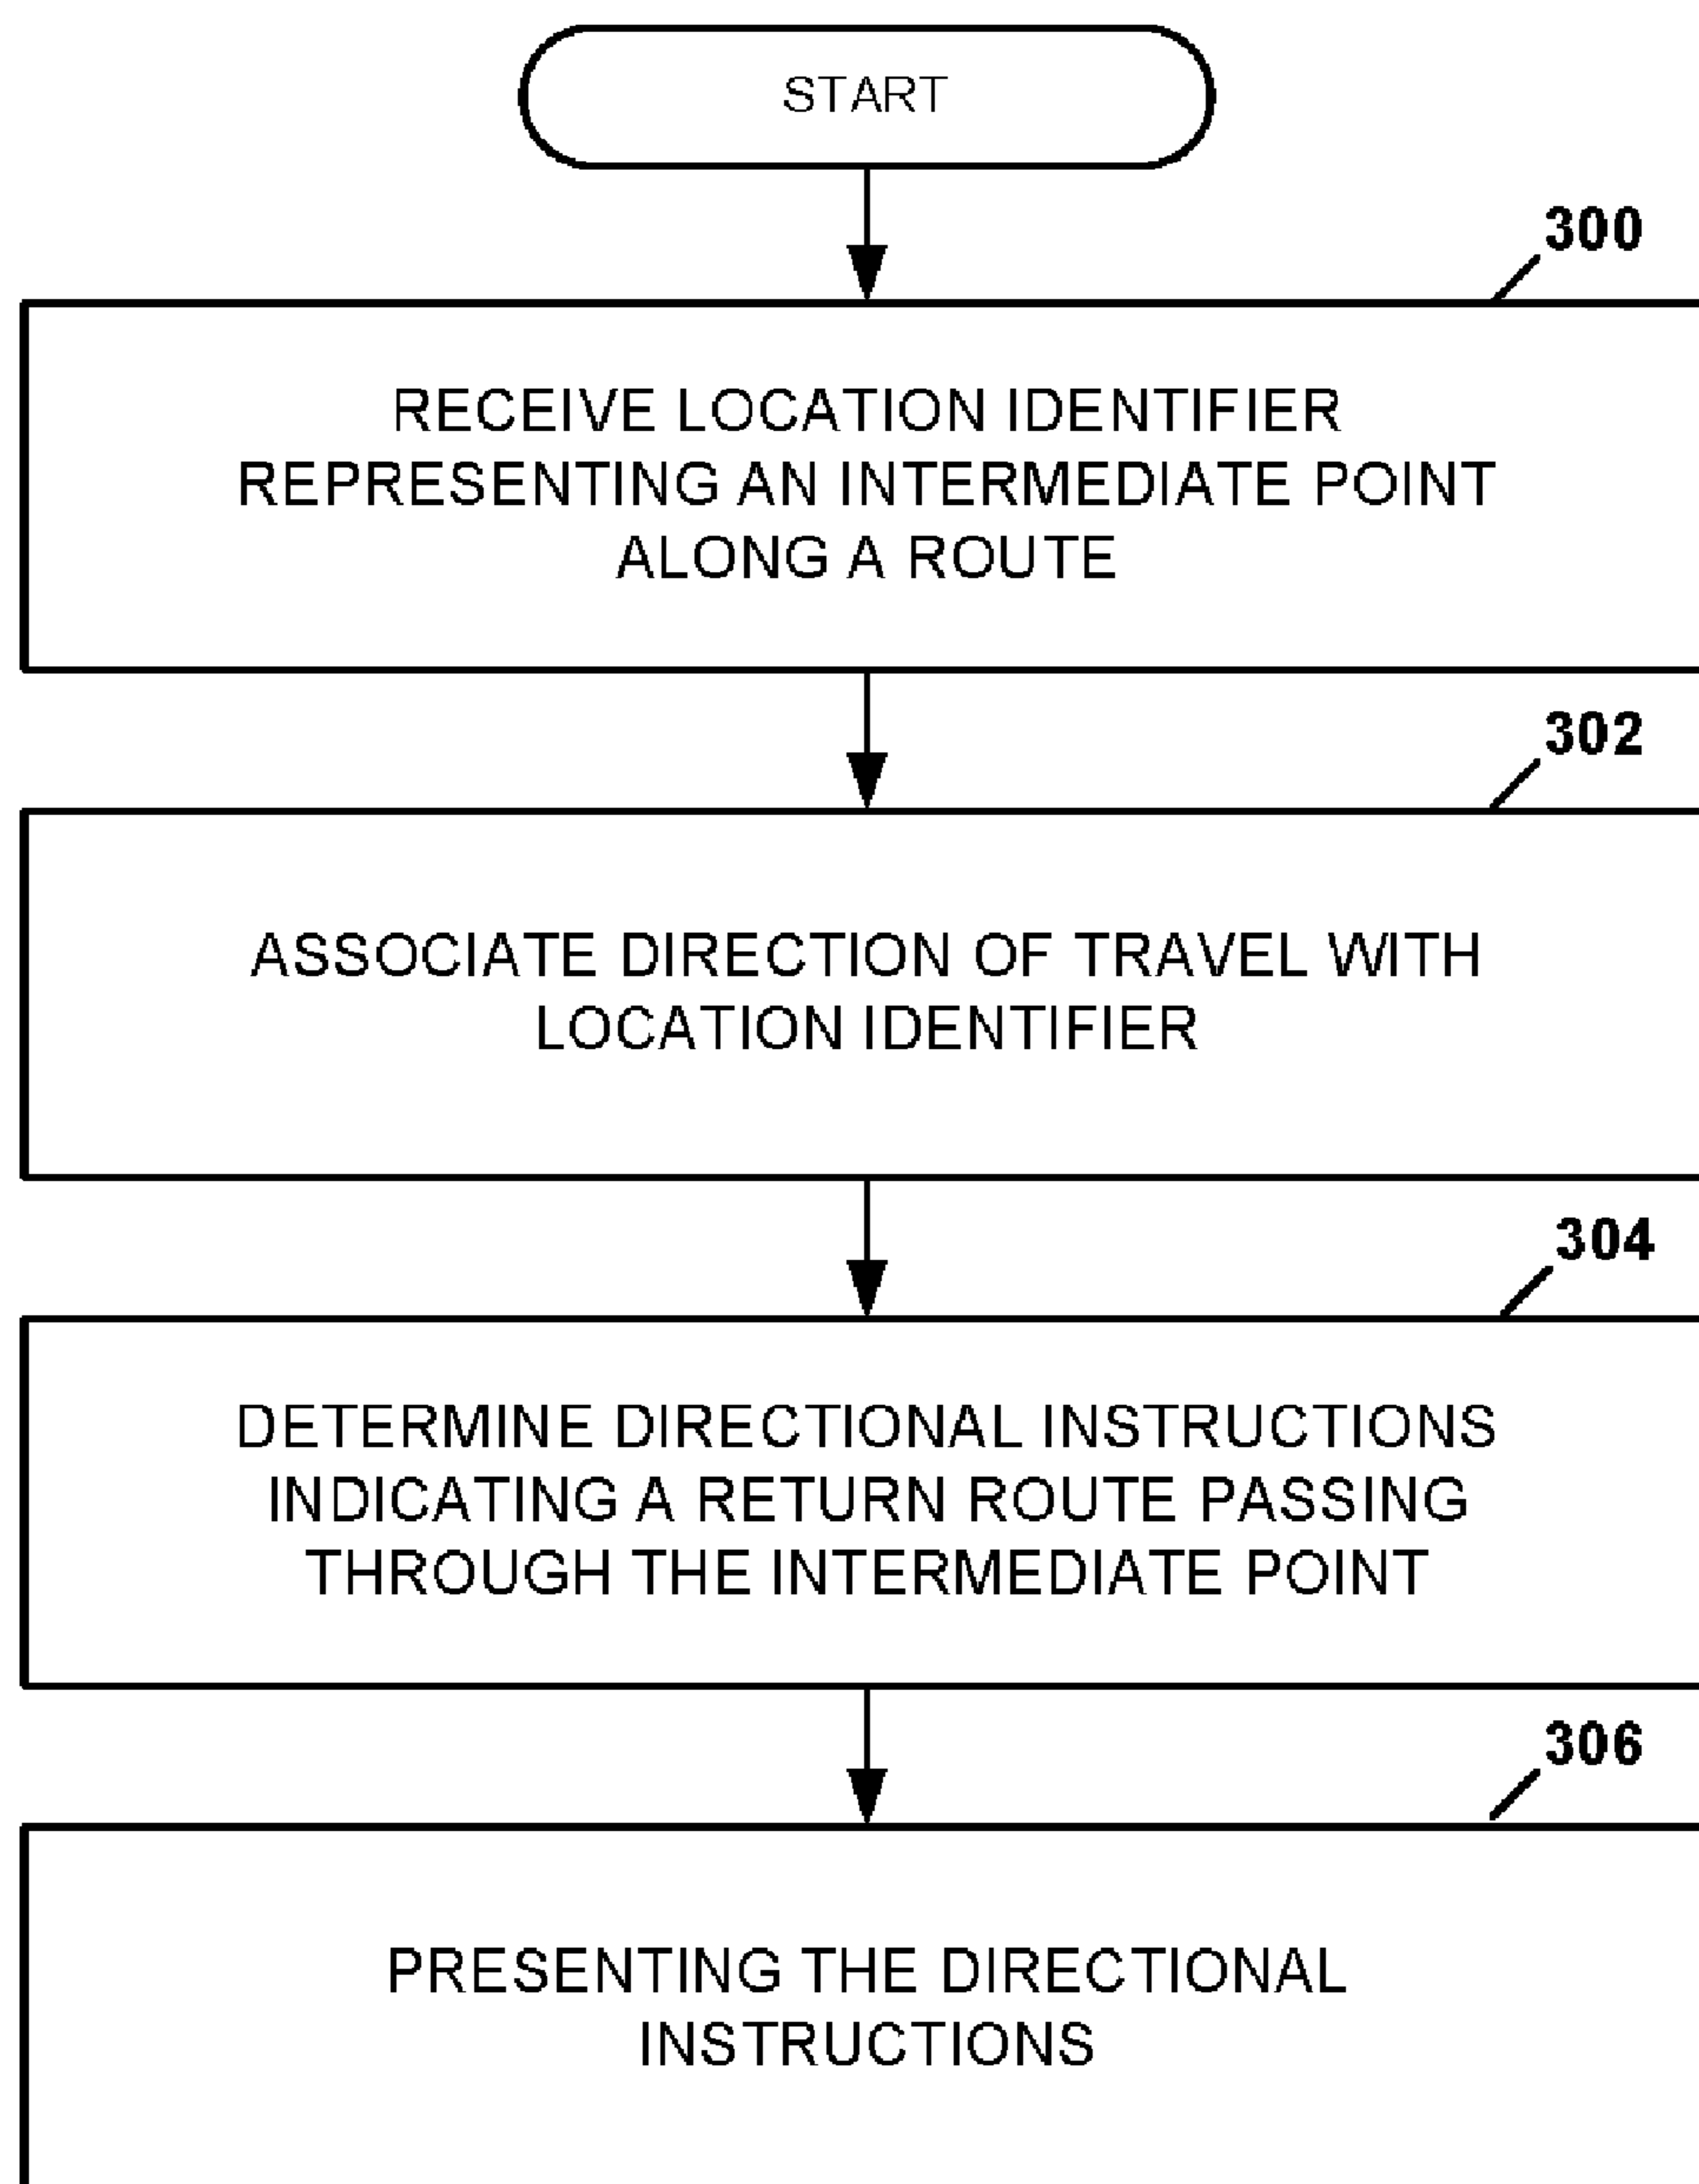 START
300
RECEIVE LOCATION IDENTIFIER
REPRESENTING AN INTERMEDIATE POINT
ALONG A ROUTE
302
ASSOCIATE DIRECTION OF TRAVEL WITH
LOCATION IDENTIFIER
304
DETERMINE DIRECTIONAL INSTRUCTIONS
INDICATING A RETURN ROUTE PASSING
THROUGH THE INTERMEDIATE POINT
306
PRESENTING THE DIRECTIONAL
INSTRUCTIONS